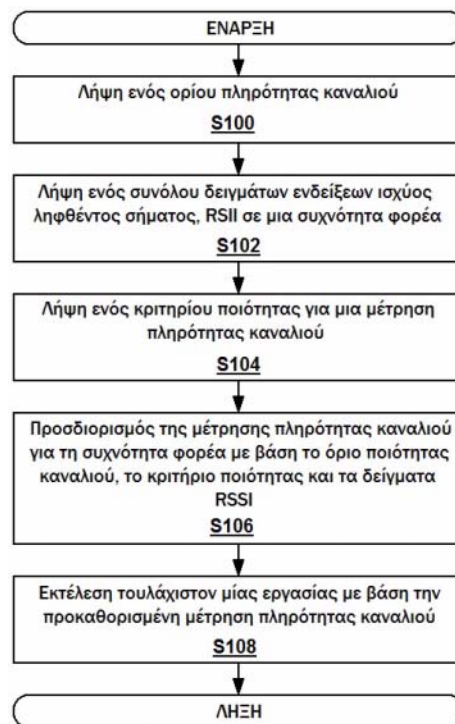 ΕΝΑΡΞΗ
Λήψη ενός ορίου πληρότητας καναλιού
S100
Λήψη ενός συνόλου δειγμάτων ενδείξεων ισχύος
ληφθέντος σήματος, RSII σε μια συχνότητα φορέα
S102
Λήψη ενός κριτηρίου ποιότητας για μια μέτρηση
πληρότητας καναλιού
S104
Προσδιορισμός της μέτρησης πληρότητας καναλιού
για τη συχνότητα φορέα με βάση το όριο ποιότητας
καναλιού, το κριτήριο ποιότητας και τα δείγματα
RSSI
S106
Εκτέλεση τουλάχιστον μίας εργασίας με βάση την
προκαθορισμένη μέτρηση πληρότητας καναλιού
S108
ΛΗΞΗ